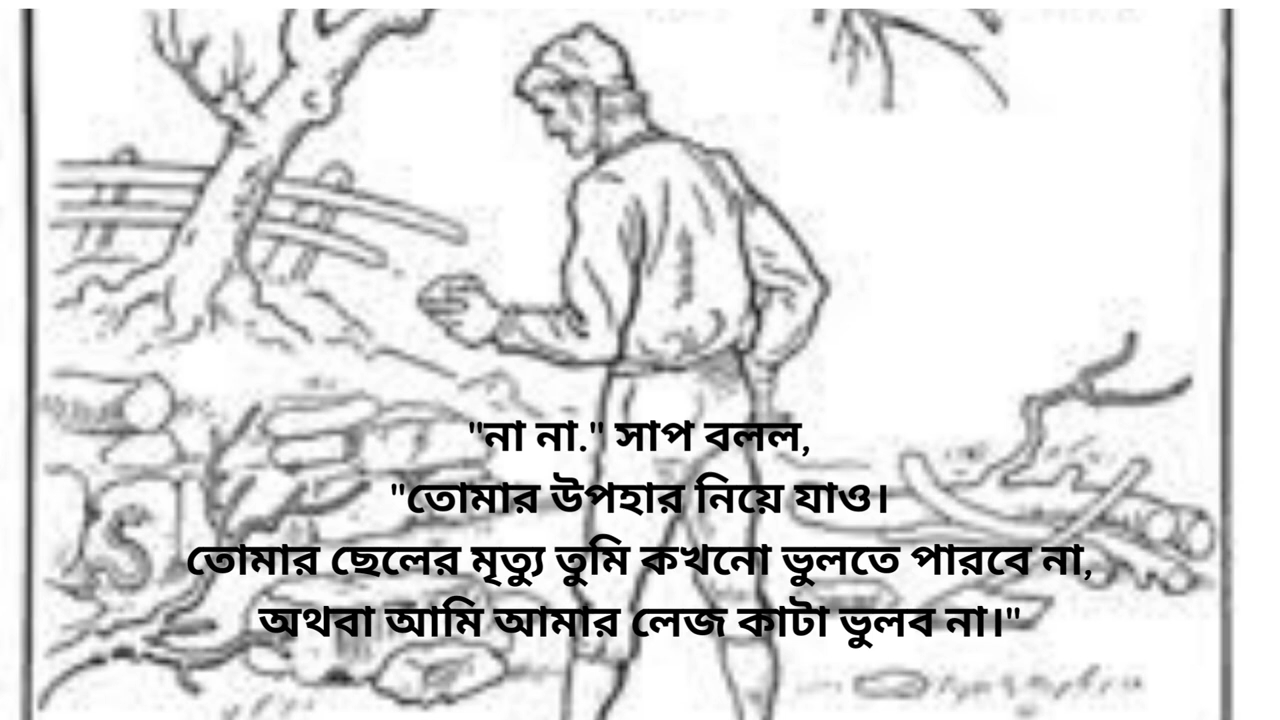 "না না." সাপ বলল,
"তোমার উপহার নিয়ে যাও।
তোমার ছেলের মৃত্যু তুমি কখনো ভুলতে পারবে না,
অথবা আমি আমার লেজ কাটা ভুলব না।"